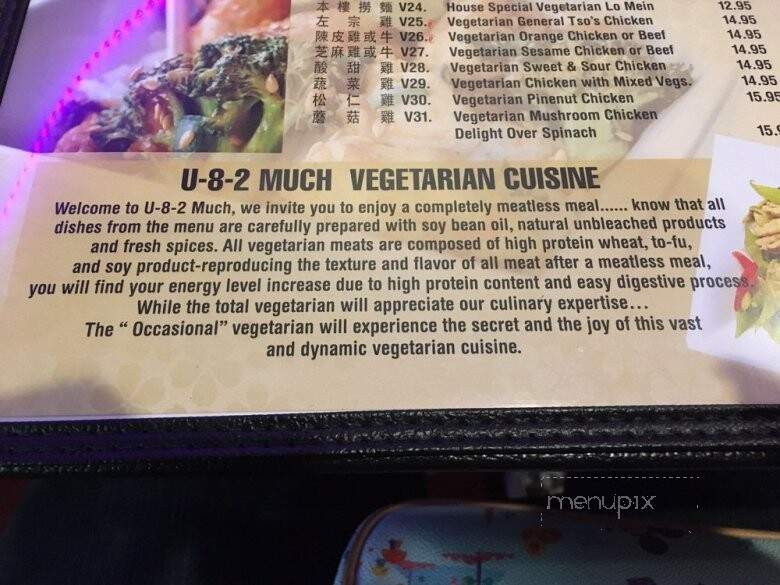 本樓撈麵 V24. House Special Vegetarian Lo Mein 12.95
左宗雞 V25. Vegetarian General Tso's Chicken 14.95
陳皮雞或牛 V26. Vegetarian Orange Chicken or Beef 14.95
芝麻雞或牛 V27. Vegetarian Sesame Chicken or Beef 14.95
酸甜雞 V28. Vegetarian Sweet & Sour Chicken 14.95
蔬菜雞 V29. Vegetarian Chicken with Mixed Vegs. 14.95
松仁雞 V30. Vegetarian Pinenut Chicken 15.95
蘑菇雞 V31. Vegetarian Mushroom Chicken
Delight Over Spinach
U-8-2 MUCH VEGETARIAN CUISINE
Welcome to U-8-2 Much, we invite you to enjoy a completely meatless meal...... know that all
dishes from the menu are carefully prepared with soy bean oil, natural unbleached products
and fresh spices. All vegetarian meats are composed of high protein wheat, to-fu,
and soy product-reproducing the texture and flavor of all meat after a meatless meal,
you will find your energy level increase due to high protein content and easy digestive process.
While the total vegetarian will appreciate our culinary expertise...
The “ Occasional” vegetarian will experience the secret and the joy of this vast
and dynamic vegetarian cuisine.
menupix